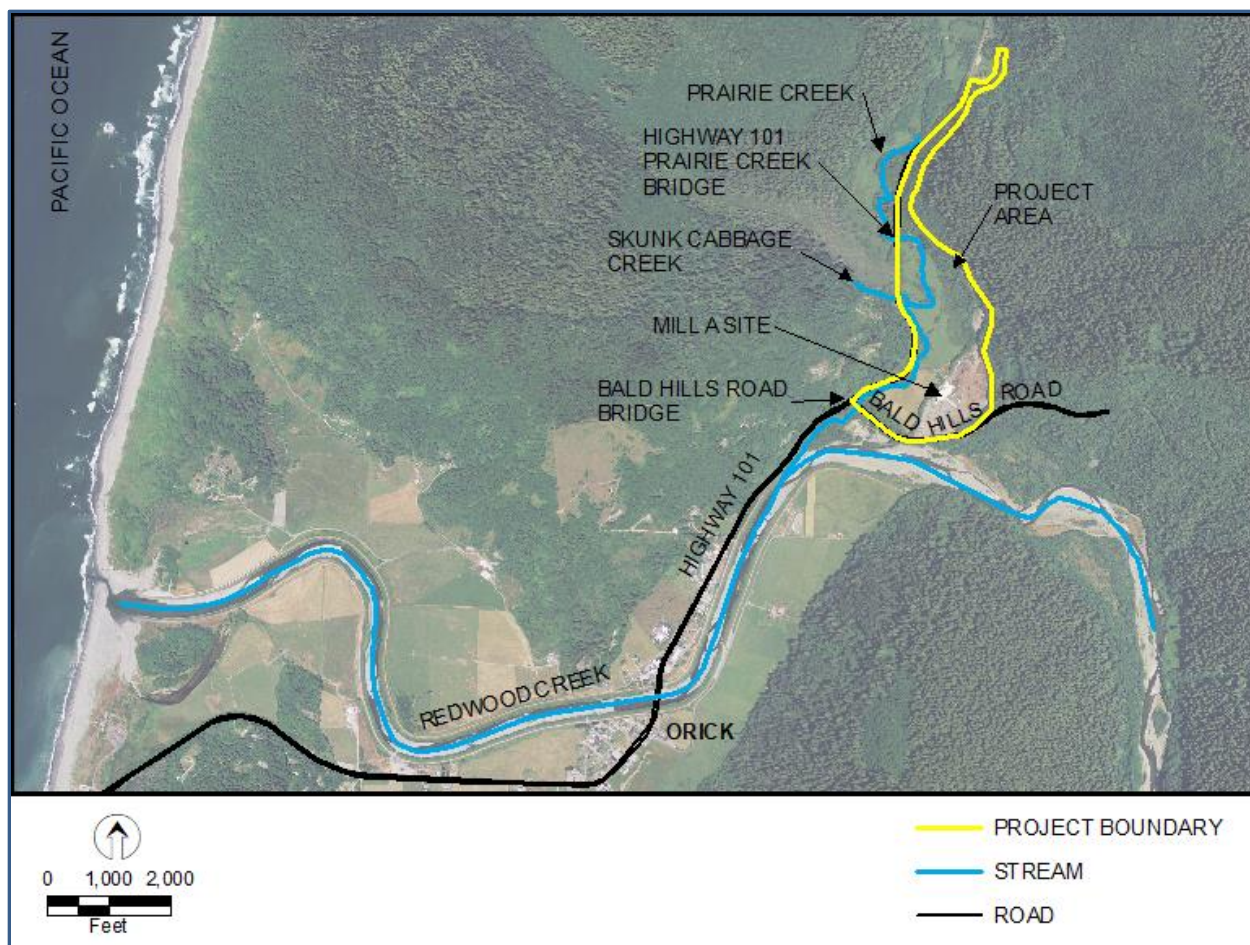 PACIFIC OCEAN
PRAIRIE CREEK
HIGHWAY 101
PRAIRIE CREEK
BRIDGE
PROJECT
AREA
SKUNK CABBAGE
CREEK
MILL A SITE
BALD HILLS ROAD
BRIDGE
BALD HILLS ROAD
HIGHWAY 101
REDWOOD CREEK
ORICK
0 1,000 2,000
Feet
PROJECT BOUNDARY
STREAM
ROAD